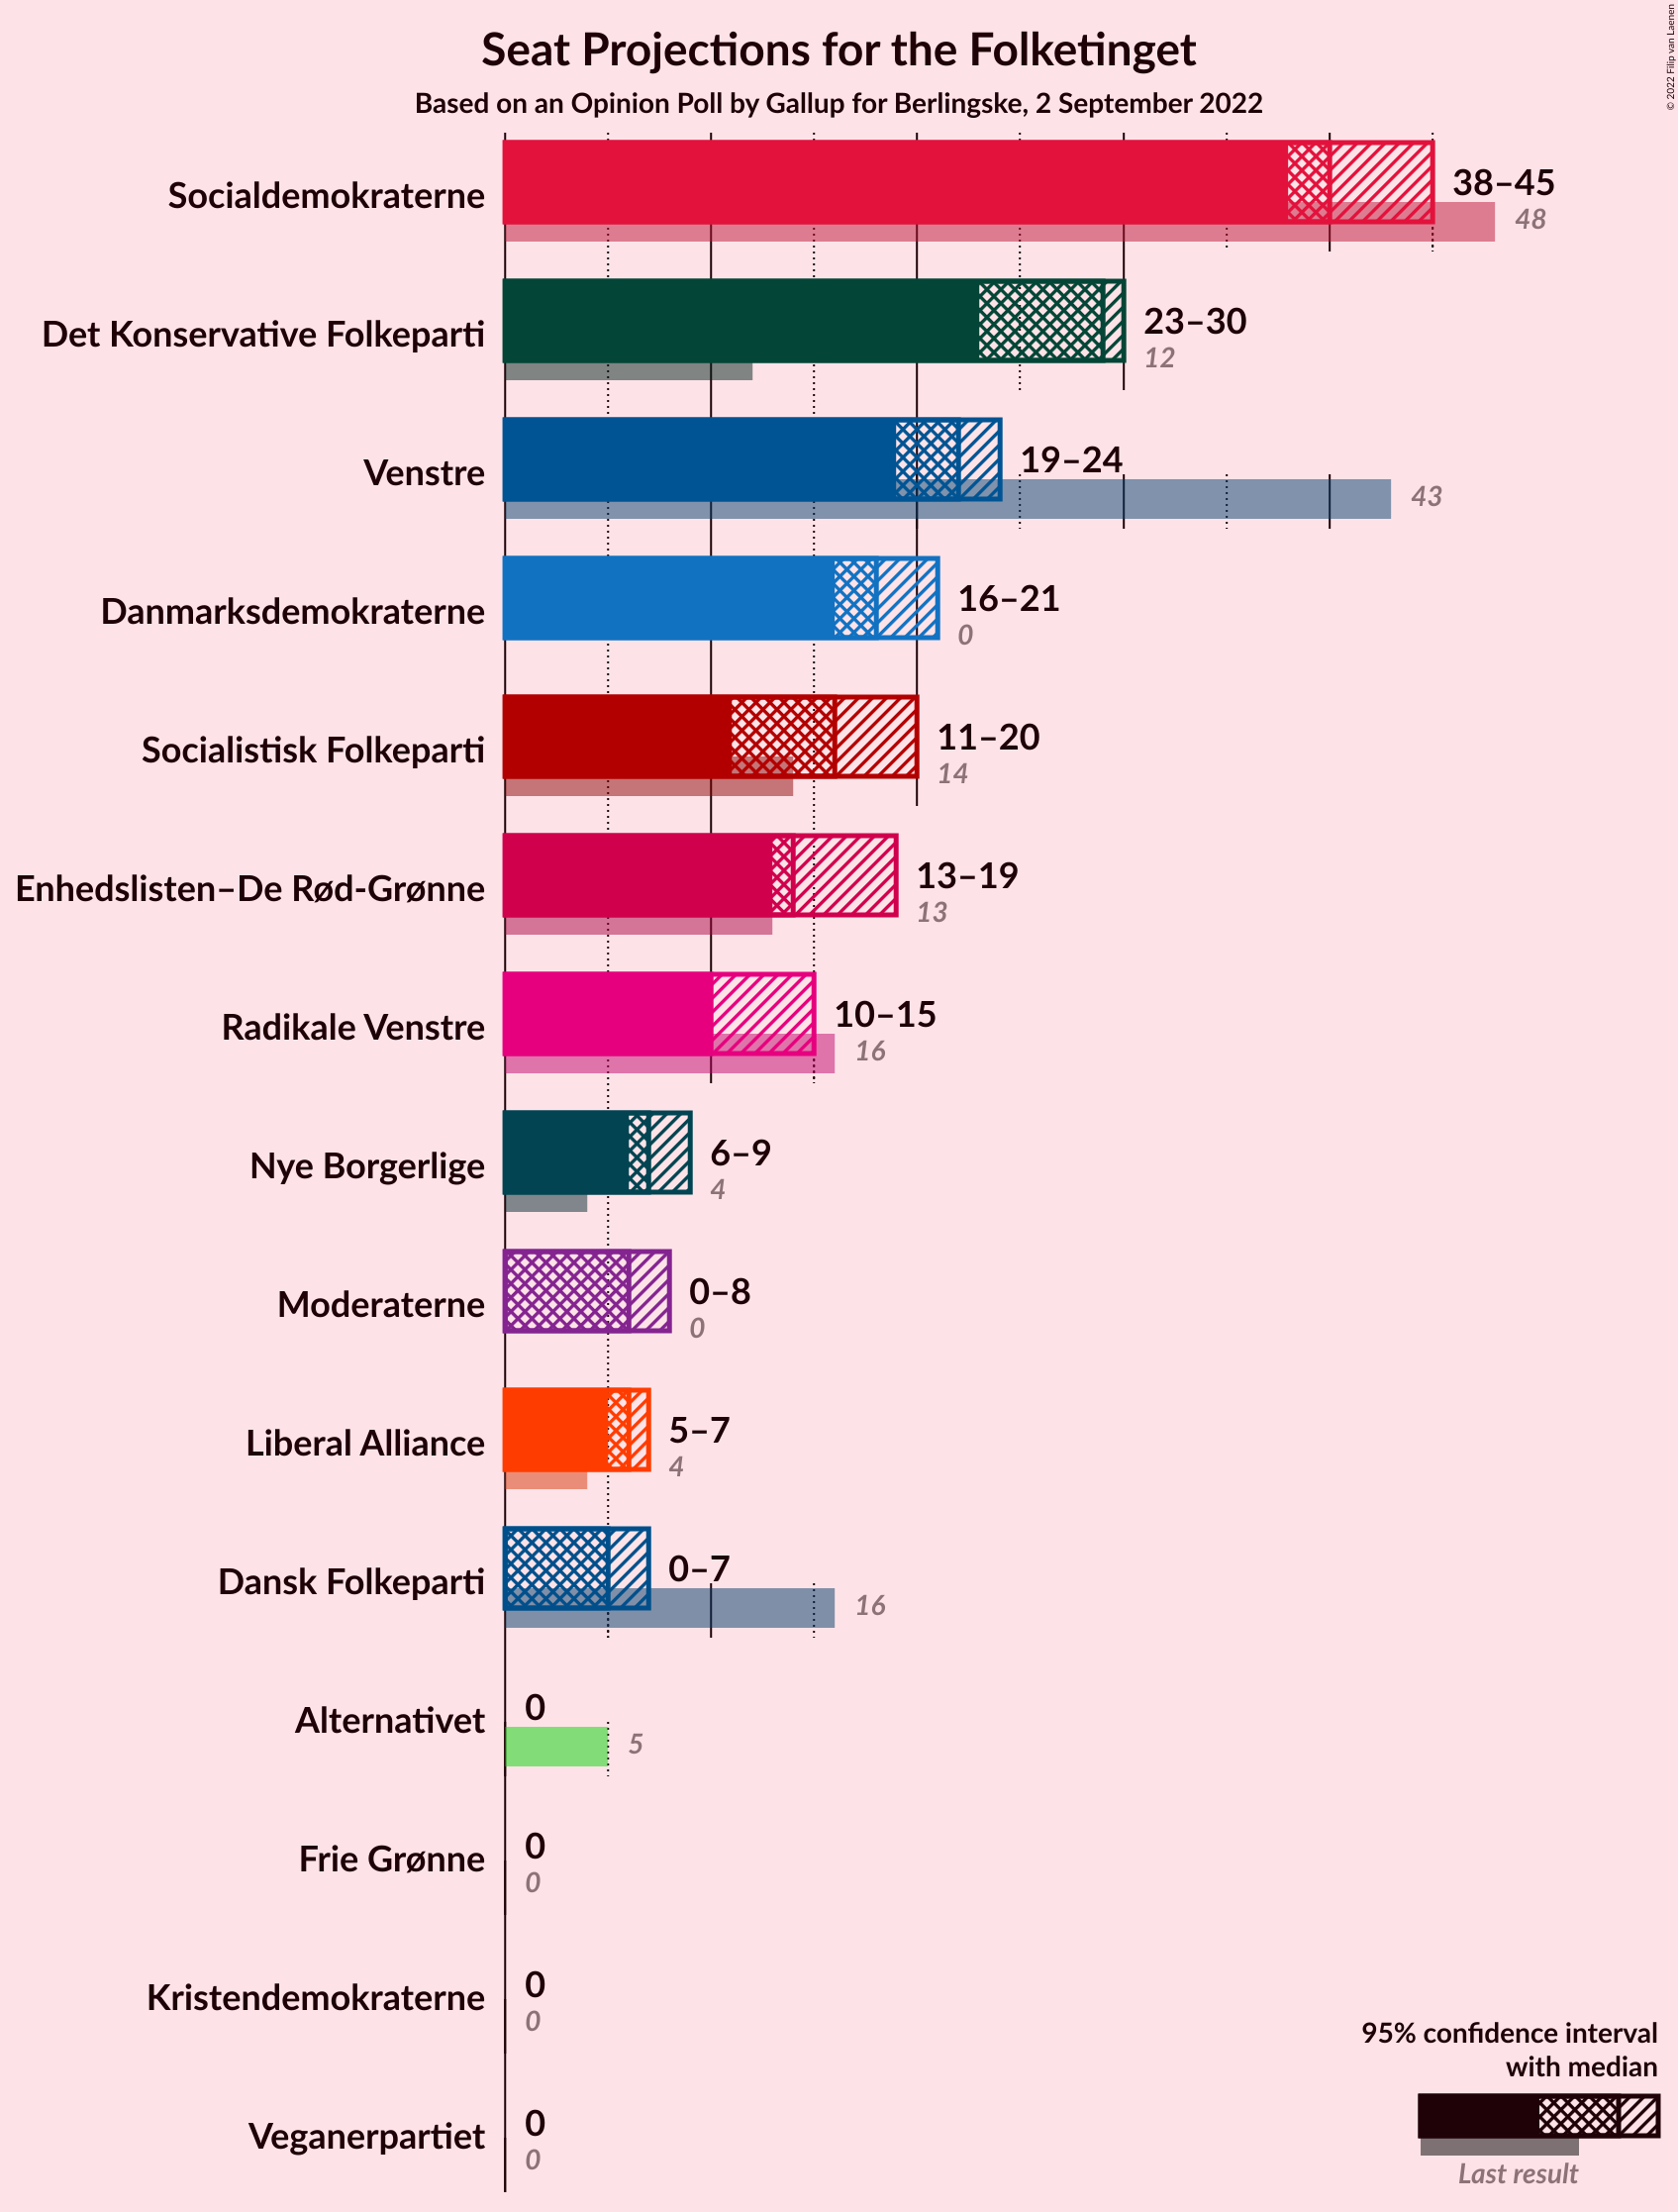 Seat Projections for the Folketinget
Based on an Opinion Poll by Gallup for Berlingske, 2 September 2022
© 2022 Filip van Laenen
Socialdemokraterne
38–45
48
Det Konservative Folkeparti
23–30
12
Venstre
19–24
43
Danmarksdemokraterne
16–21
0
Socialistisk Folkeparti
11–20
14
Enhedslisten–De Rød-Grønne
13–19
13
Radikale Venstre
10–15
16
Nye Borgerlige
6–9
4
Moderaterne
0–8
0
Liberal Alliance
5–7
4
Dansk Folkeparti
0–7
16
Alternativet
0
5
Frie Grønne
0
0
Kristendemokraterne
0
0
Veganerpartiet
0
0
95% confidence interval
with median
Last result